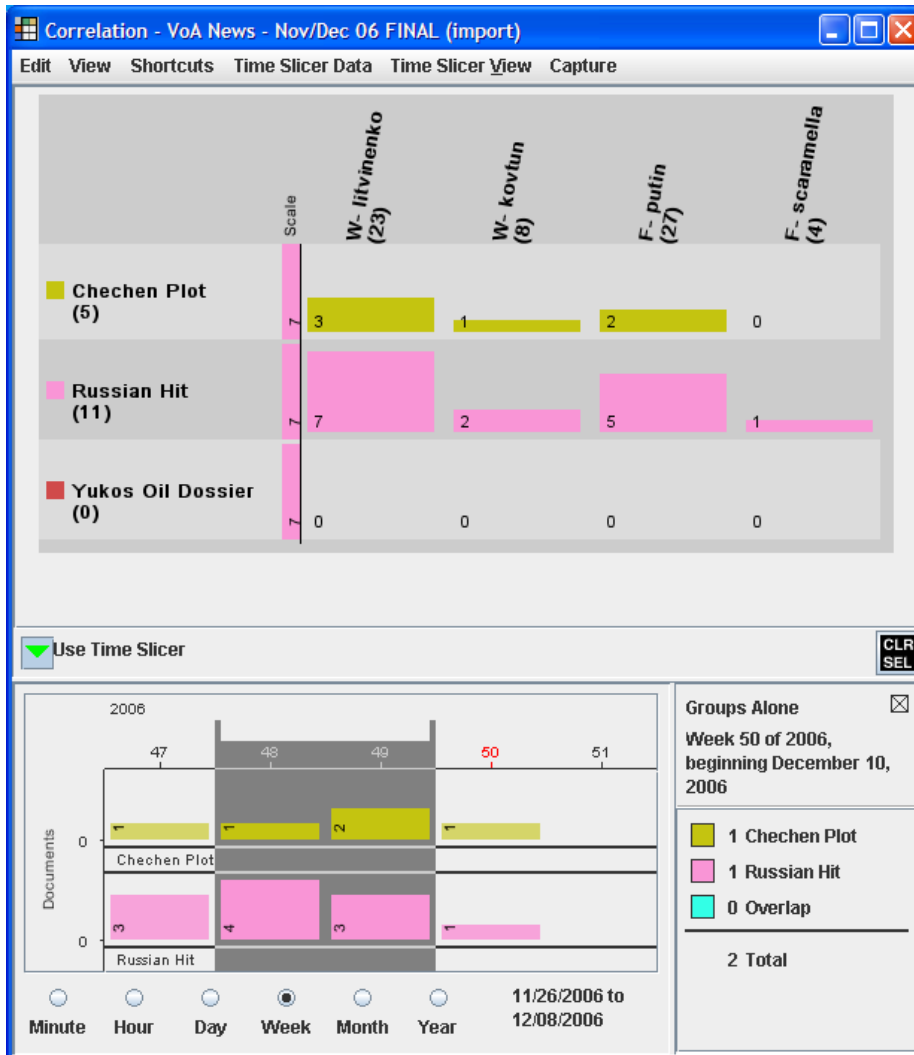 Correlation - VoA News - Nov/Dec 06 FINAL (import)
Edit View Shortcuts Time Slicer Data Time Slicer View Capture
Scale
W- litvinenko
(23)
W- kovtun
(8)
F- putin
(27)
F- scaramella
(4)
Chechen Plot
(5)
7 3 1 2 0
Russian Hit
(11)
7 7 2 5 1
Yukos Oil Dossier
(0)
7 0 0 0 0
Use Time Slicer
CLR
SEL
2006
47 48 49 50 51
Documents
0
1 1 2 1
Chechen Plot
0
3 4 3 1
Russian Hit
Minute Hour Day Week Month Year
11/26/2006 to
12/08/2006
Groups Alone
Week 50 of 2006,
beginning December 10,
2006
1 Chechen Plot
1 Russian Hit
0 Overlap
2 Total